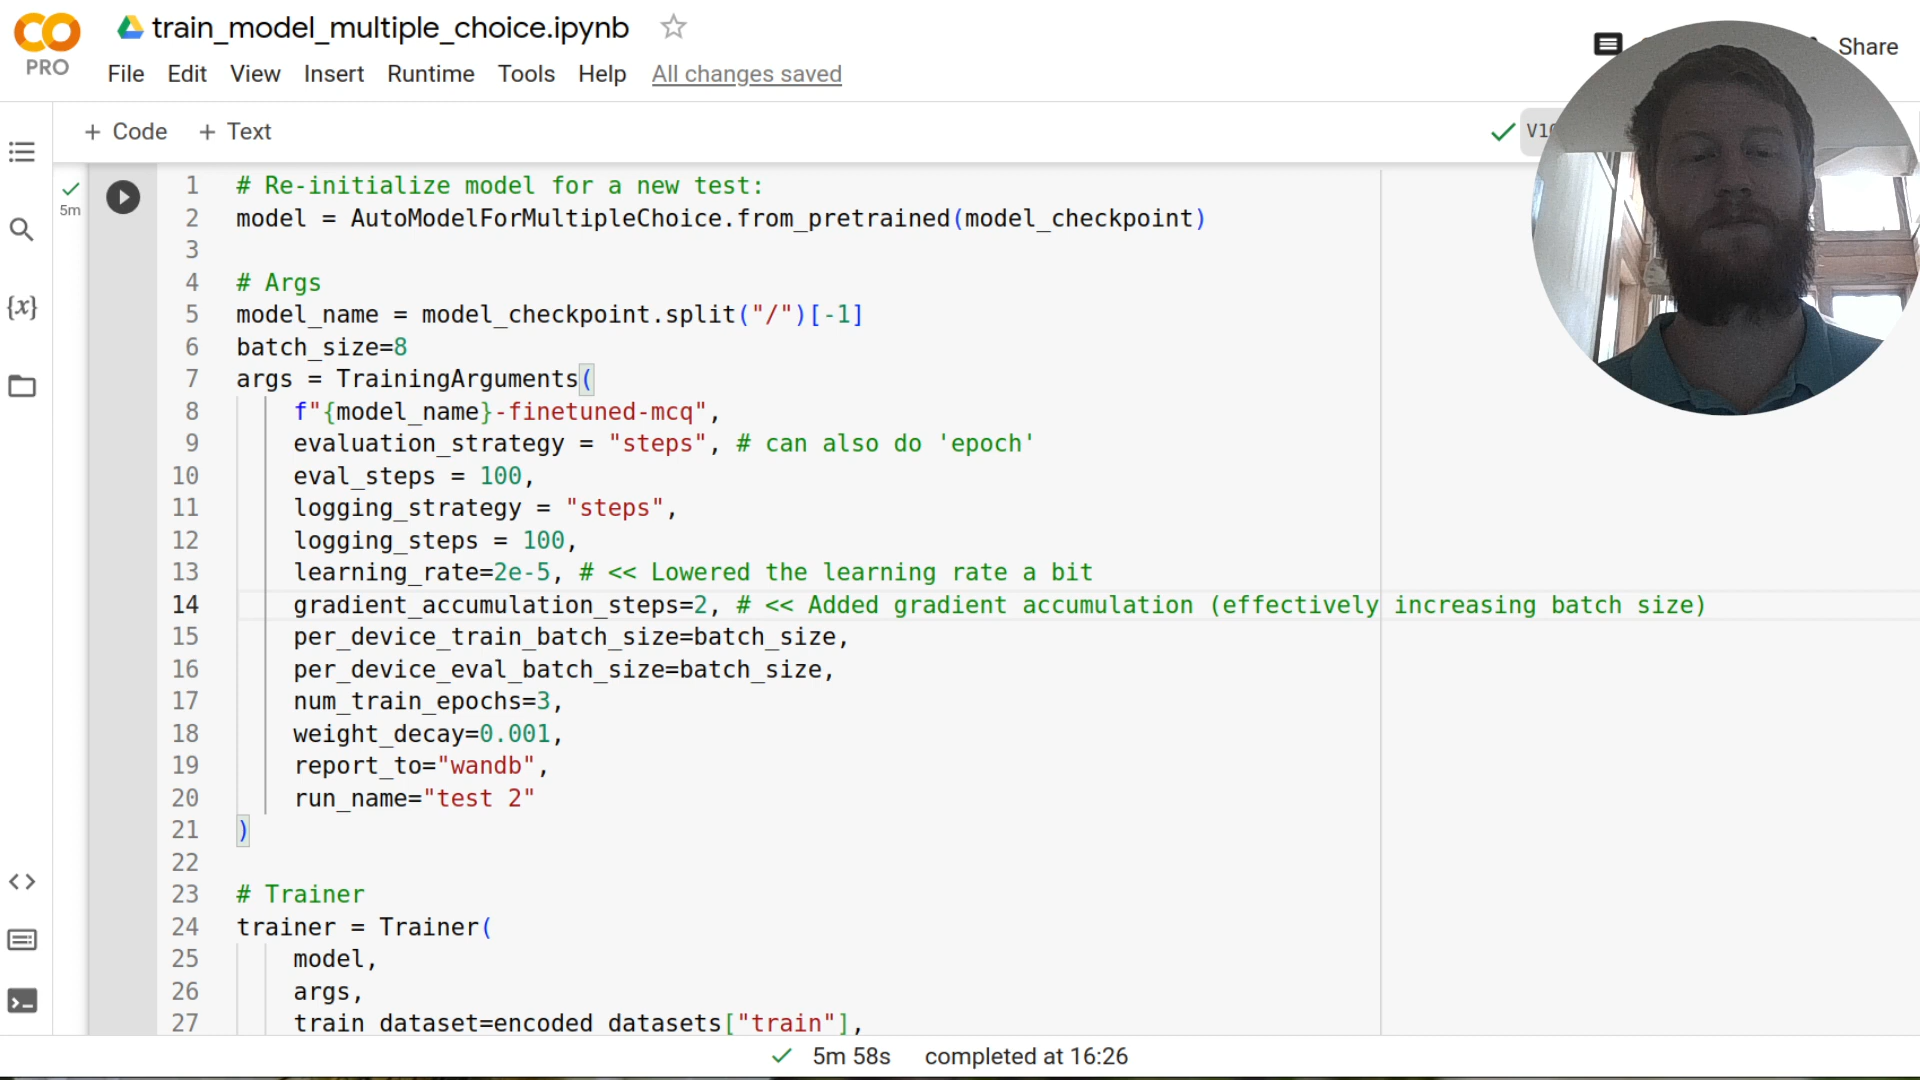 train_model_multiple_choice.ipynb
PRO
File Edit View Insert Runtime Tools Help All changes saved
Share
+ Code + Text
5m
1 # Re-initialize model for a new test:
2 model = AutoModelForMultipleChoice.from_pretrained(model_checkpoint)
3
4 # Args
5 model_name = model_checkpoint.split("/")[-1]
6 batch_size=8
7 args = TrainingArguments(
8 f"{model_name}-finetuned-mcq",
9 evaluation_strategy = "steps", # can also do 'epoch'
10 eval_steps = 100,
11 logging_strategy = "steps",
12 logging_steps = 100,
13 learning_rate=2e-5, # << Lowered the learning rate a bit
14 gradient_accumulation_steps=2, # << Added gradient accumulation (effectively increasing batch size)
15 per_device_train_batch_size=batch_size,
16 per_device_eval_batch_size=batch_size,
17 num_train_epochs=3,
18 weight_decay=0.001,
19 report_to="wandb",
20 run_name="test 2"
21 )
22
23 # Trainer
24 trainer = Trainer(
25 model,
26 args,
27 train_dataset=encoded_datasets["train"],
{x}
5m 58s completed at 16:26